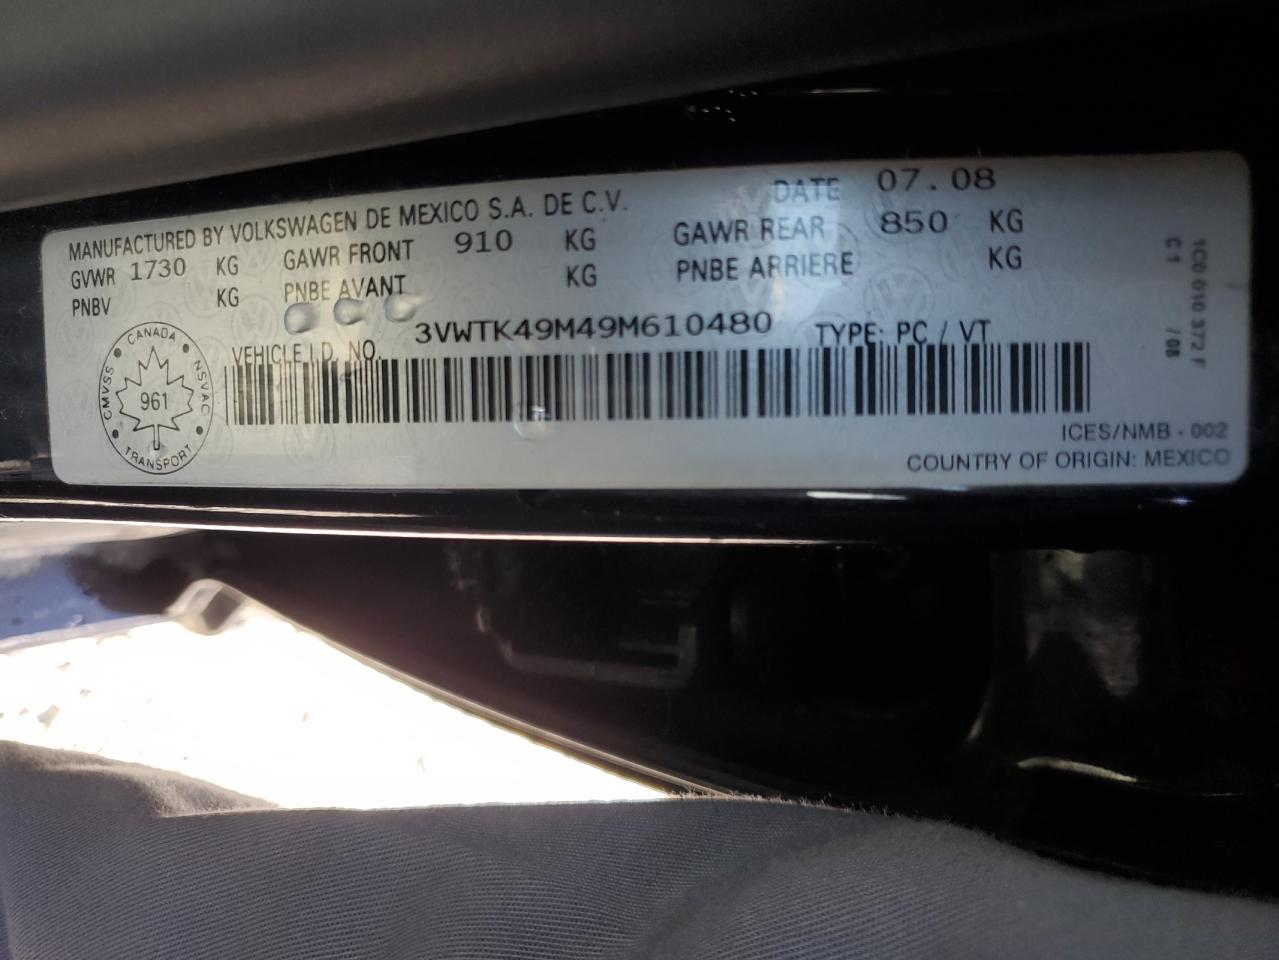 MANUFACTURED BY VOLKSWAGEN DE MEXICO S.A. DE C.V. DATE 07.08
GVWR 1730 KG GAWR FRONT 910 KG GAWR REAR 850 KG
PNBV KG PNBE AVANT KG PNBE ARRIERE KG
VEHICLE I.D. NO. 3VWTK49M49M610480 TYPE: PC / VT
CANADA
CMVSS 961 NSVAC
TRANSPORT
ICES/NMB - 002
COUNTRY OF ORIGIN: MEXICO
1C0 010 372 F
C1 /08